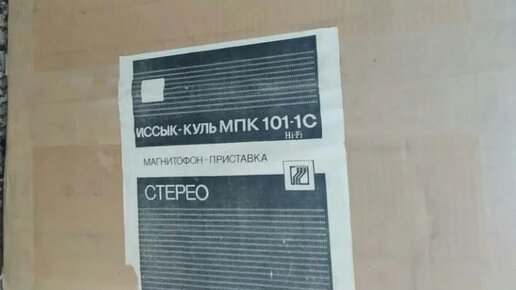 ИССЫК-КУЛЬ МПК 101-1С
Hi-Fi
МАГНИТОФОН-ПРИСТАВКА
СТЕРЕО